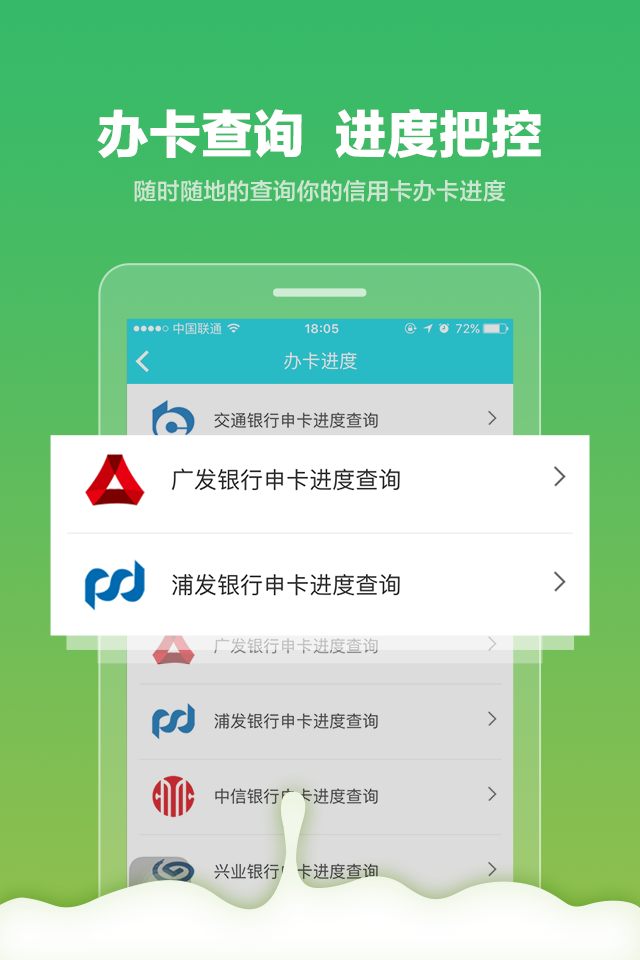 办卡查询 进度把控
随时随地的查询你的信用卡办卡进度
中国联通 18:05 72%
办卡进度
交通银行申卡进度查询
广发银行申卡进度查询
浦发银行申卡进度查询
广发银行申卡进度查询
浦发银行申卡进度查询
中信银行申卡进度查询
兴业银行申卡进度查询